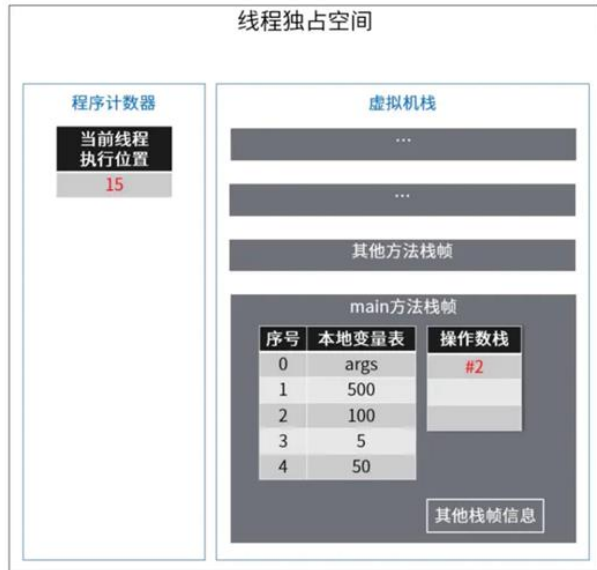 线程独占空间
程序计数器
当前线程
执行位置
15
虚拟机栈
...
...
其他方法栈帧
main方法栈帧
序号 本地变量表
0 args
1 500
2 100
3 5
4 50
操作数栈
#2
其他栈帧信息